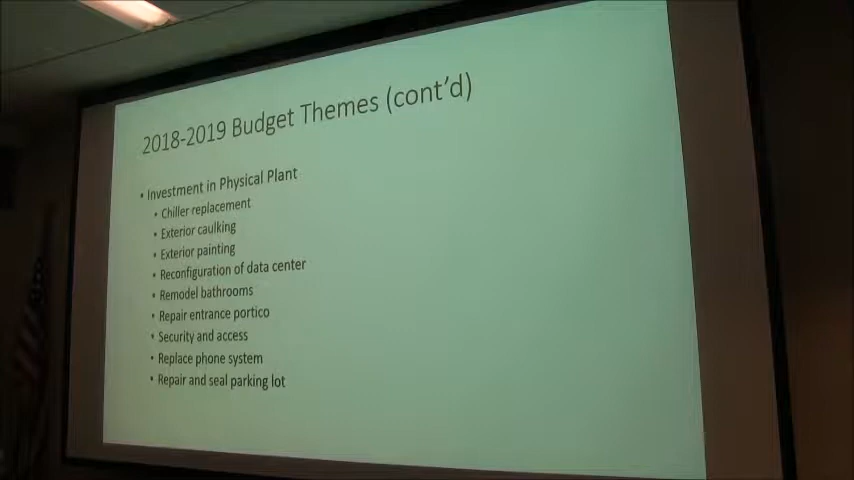 2018-2019 Budget Themes (cont'd)
• Investment in Physical Plant
• Chiller replacement
• Exterior caulking
• Exterior painting
• Reconfiguration of data center
• Remodel bathrooms
• Repair entrance portico
• Security and access
• Replace phone system
• Repair and seal parking lot